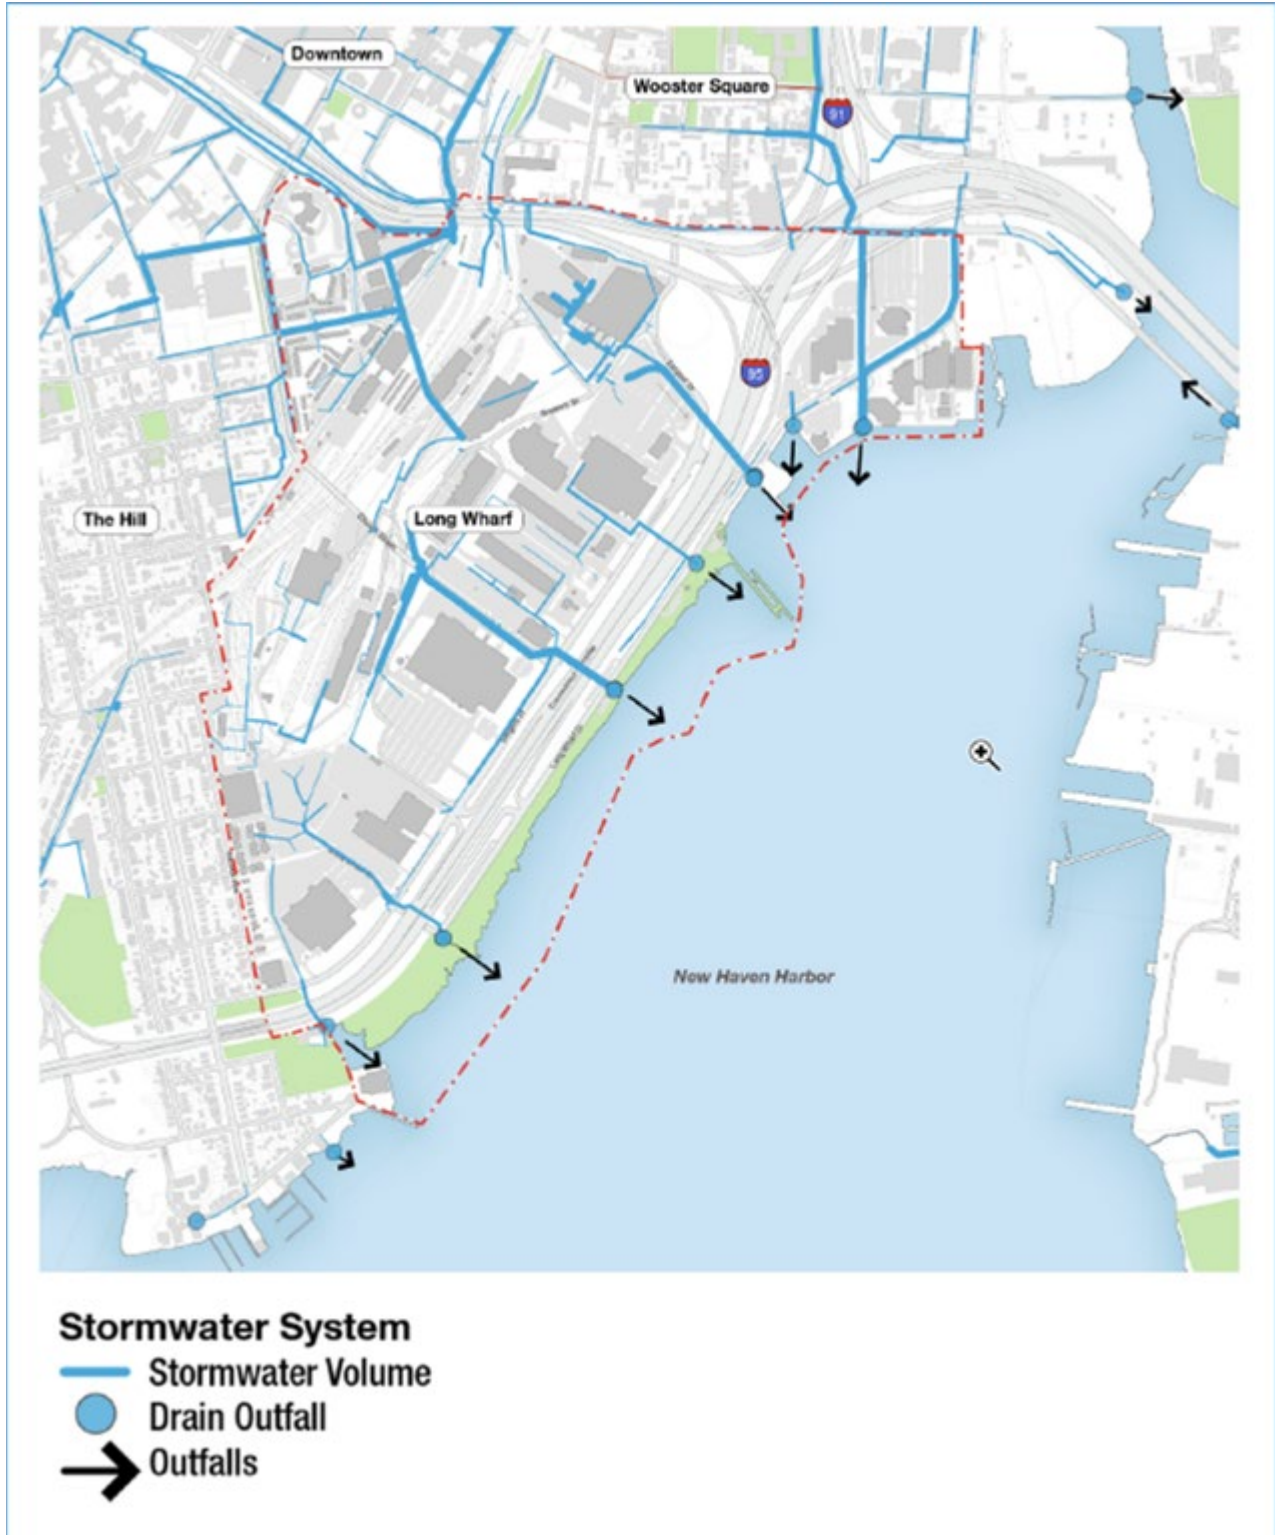 Downtown
Wooster Square
91
95
The Hill
Long Wharf
New Haven Harbor
Stormwater System
Stormwater Volume
Drain Outfall
Outfalls